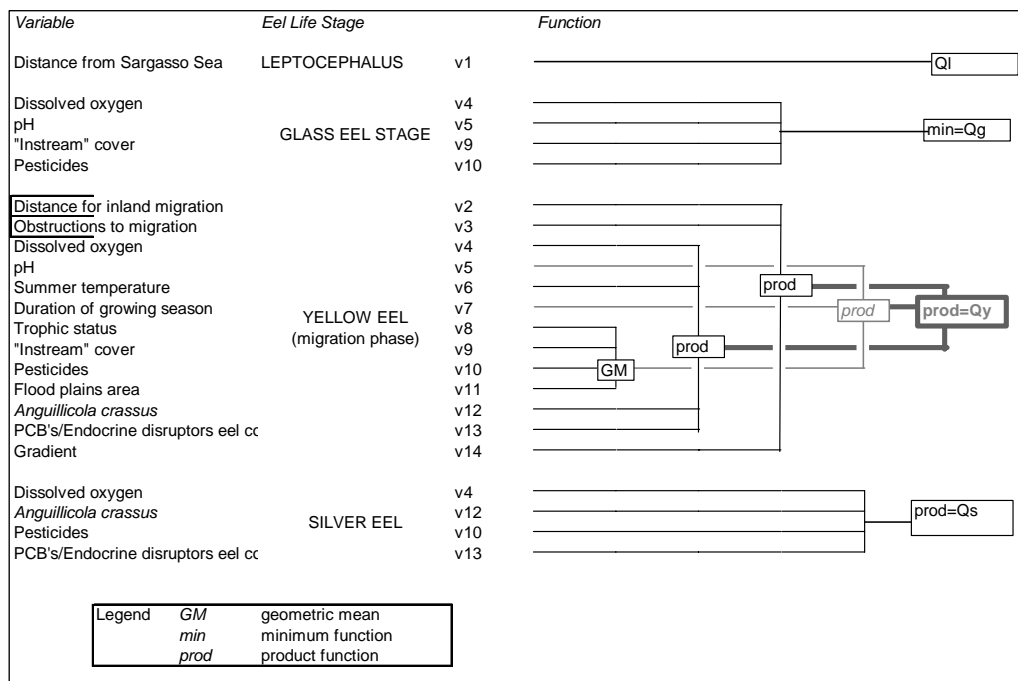 Variable Eel Life Stage Function
Distance from Sargasso Sea LEPTOCEPHALUS v1 Ql
Dissolved oxygen v4
pH v5 min=Qg
GLASS EEL STAGE
"Instream" cover v9
Pesticides v10
Distance for inland migration v2
Obstructions to migration v3
Dissolved oxygen v4
pH v5
Summer temperature v6 prod
Duration of growing season v7 prod prod=Qy
YELLOW EEL
Trophic status v8
(migration phase)
"Instream" cover v9 prod
Pesticides v10 GM
Flood plains area v11
Anguillicola crassus v12
PCB's/Endocrine disruptors eel cc v13
Gradient v14
Dissolved oxygen v4
Anguillicola crassus v12 prod=Qs
SILVER EEL
Pesticides v10
PCB's/Endocrine disruptors eel cc v13
Legend GM geometric mean
min minimum function
prod product function